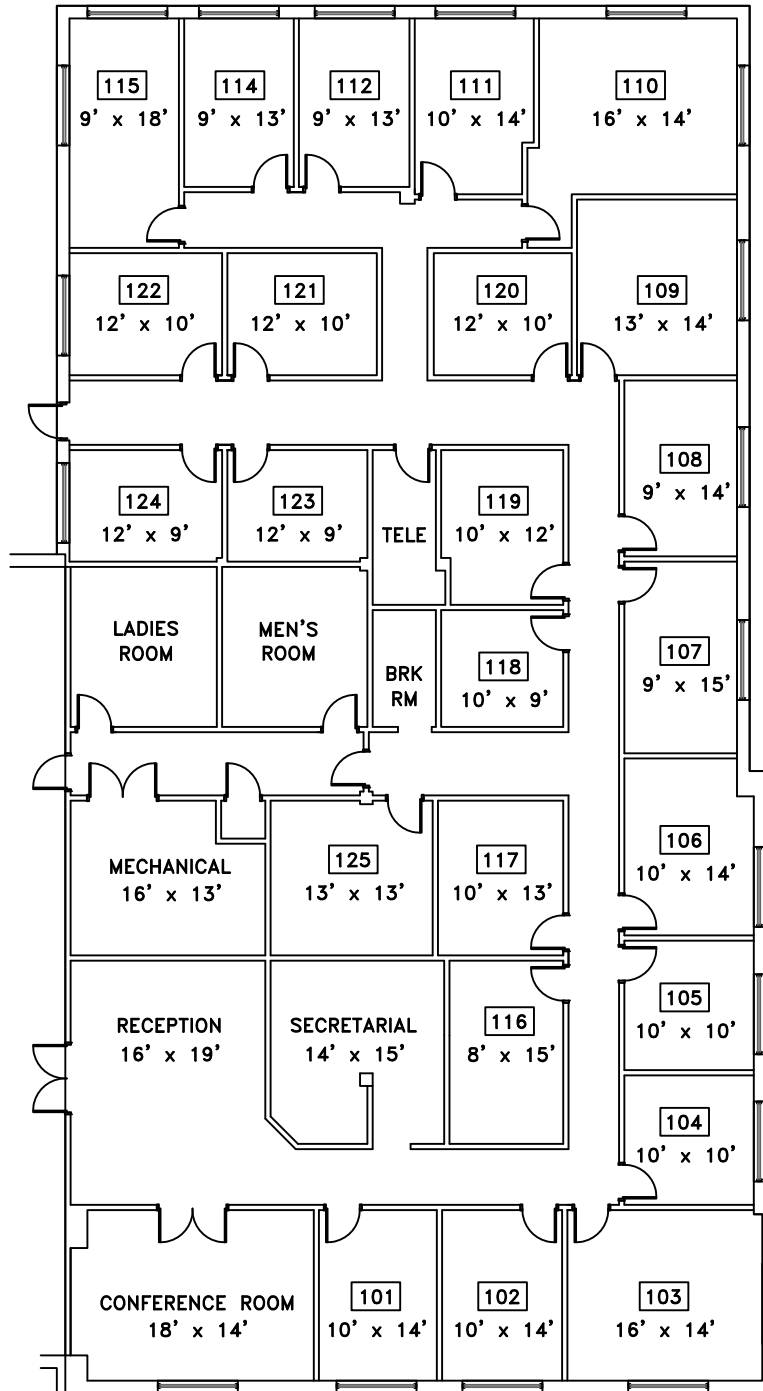 115
9' x 18'
114
9' x 13'
112
9' x 13'
111
10' x 14'
110
16' x 14'
122
12' x 10'
121
12' x 10'
120
12' x 10'
109
13' x 14'
108
9' x 14'
124
12' x 9'
123
12' x 9'
TELE
119
10' x 12'
LADIES
ROOM
MEN'S
ROOM
BRK
RM
118
10' x 9'
107
9' x 15'
MECHANICAL
16' x 13'
125
13' x 13'
117
10' x 13'
106
10' x 14'
RECEPTION
16' x 19'
SECRETARIAL
14' x 15'
116
8' x 15'
105
10' x 10'
104
10' x 10'
CONFERENCE ROOM
18' x 14'
101
10' x 14'
102
10' x 14'
103
16' x 14'